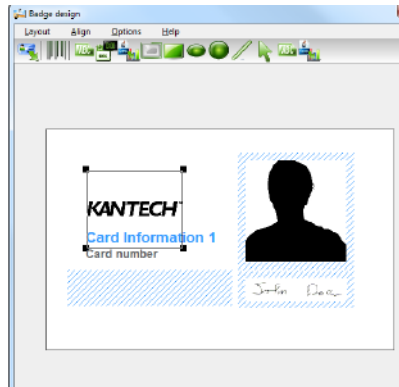 Badge design
Layout Align Options Help
KANTECH
Card Information 1
Card number
John Doe